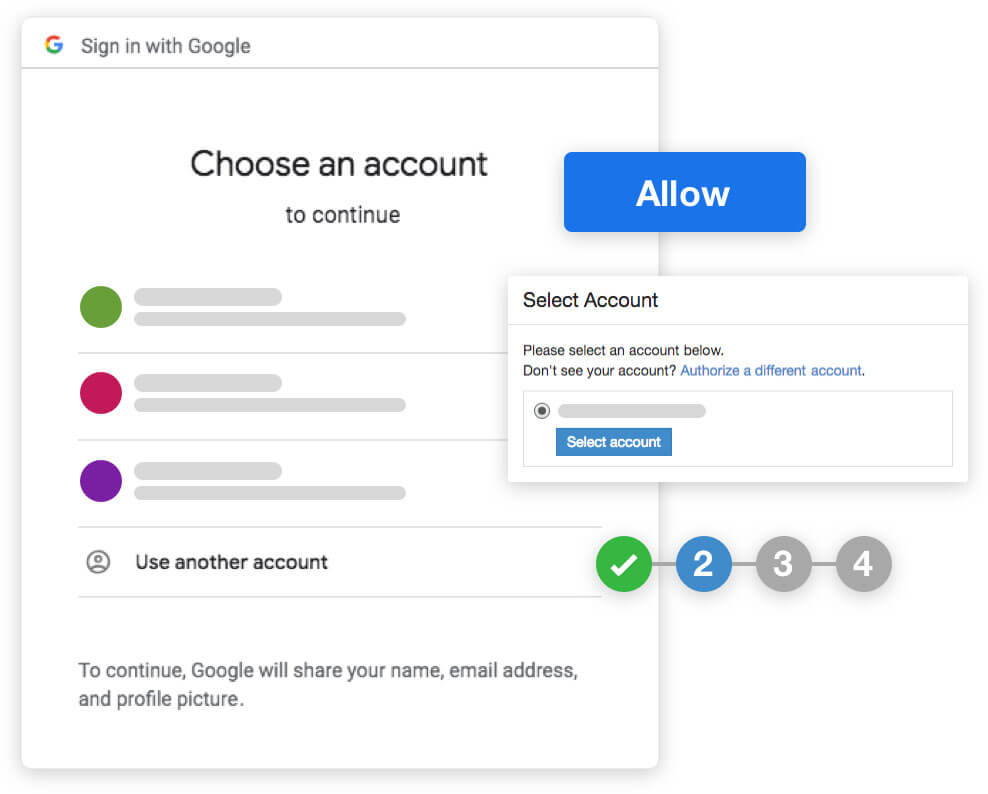 Sign in with Google
Choose an account
to continue
Allow
Select Account
Please select an account below.
Don't see your account? Authorize a different account.
Select account
Use another account
2
3
4
To continue, Google will share your name, email address,
and profile picture.